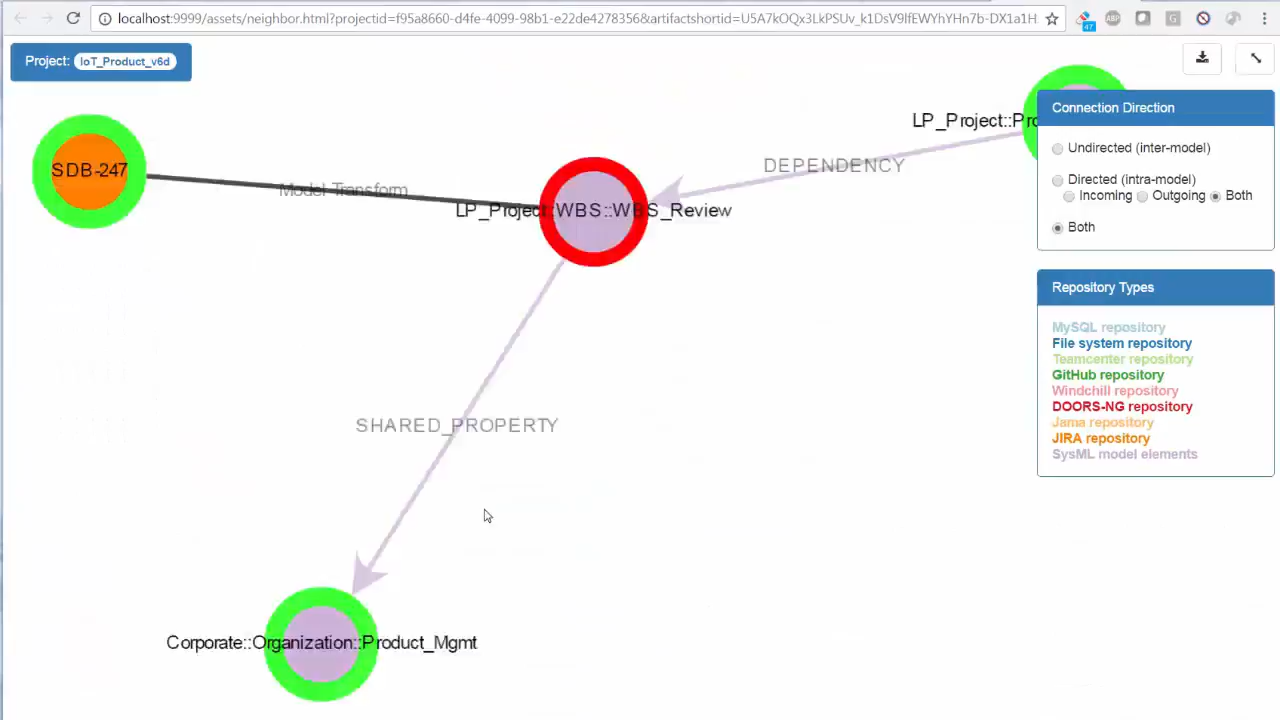 localhost:9999/assets/neighbor.html?projectid=f95a8660-d4fe-4099-98b1-e22de4278356&artifactshortid=U5A7kOQx3LkPSUv_k1DsV9lfEWYhYHn7b-DX1a1H
47
ABP
G
Project: IoT_Product_v6d
SDB-247
Model Transform
LP_Project::WBS::WBS_Review
DEPENDENCY
LP_Project::Pro
SHARED_PROPERTY
Corporate::Organization::Product_Mgmt
Connection Direction
Undirected (inter-model)
Directed (intra-model)
Incoming Outgoing Both
Both
Repository Types
MySQL repository
File system repository
Teamcenter repository
GitHub repository
Windchill repository
DOORS-NG repository
Jama repository
JIRA repository
SysML model elements